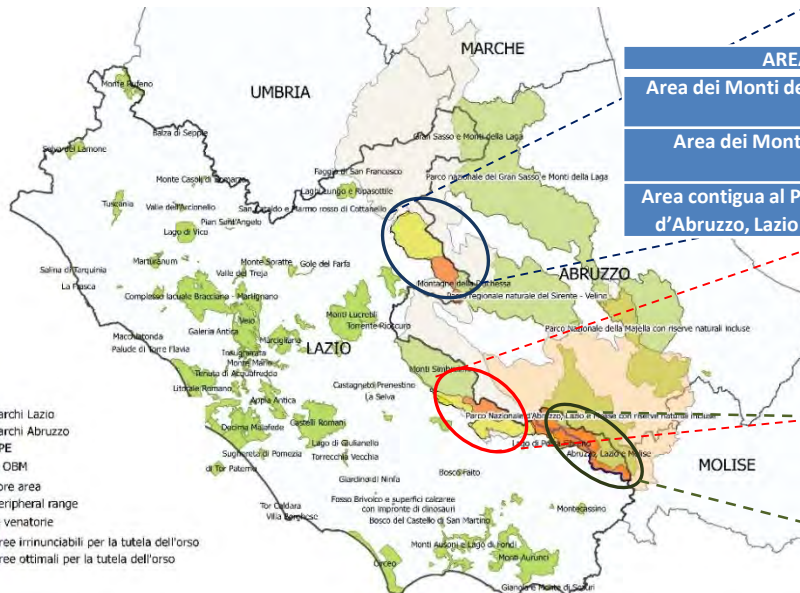 MARCHE
UMBRIA
AREA
Area dei Monti de
Area dei Mont
Area contigua al P
d'Abruzzo, Lazio
Monte Rufeno
Balza di Seppie
Selva del Lamone
Gran Sasso e Monti della Laga
Faggio di San Francesco
Parco nazionale del Gran Sasso e Monti della Laga
Monte Casoli di Bomarzo
Laghi Lungo e Ripasottile
Tuscania
Valle dell'Arcionello
San Cataldo e Marmo rosso di Cottanello
Pian Sant'Angelo
Lago di Vico
Marturanum
Monte Soratte
Gole del Farfa
Salina di Tarquinia
Valle del Treja
La Fiasca
Montagne della Duchessa
ABRUZZO
Complesso lacuale Bracciano - Martignano
Parco regionale naturale del Sirente - Velino
Monti Lucretili
Veio
Torrente Rioscuro
Macchiatonda
Galeria Antica
Marcigliana
Parco Nazionale della Majella con riserve naturali incluse
Palude di Torre Flavia
LAZIO
Insugherata
Monte Mario
Monti Simbruini
Tenuta di Acquafredda
Castagneto Prenestino
Litorale Romano
Appia Antica
La Selva
Parco Nazionale d'Abruzzo, Lazio e Molise con riserve naturali incluse
Decima Malafede
Castelli Romani
Lago di Posta Fibreno
Abruzzo, Lazio e Molise
MOLISE
Sughereta di Pomezia
Lago di Giulianello
Torrecchia Vecchia
di Tor Paterno
Bosco Faito
Giardino di Ninfa
Tor Caldara
Villa Borghese
Fosso Brivolco e superfici calcaree
con impronte di dinosauri
Bosco del Castello di San Martino
Montecassino
Monti Ausoni e Lago di Fondi
Circeo
Monti Aurunci
Gianola e Monte di Scauri
archi Lazio
archi Abruzzo
PE
OBM
ore area
eripheral range
venatorie
ree irrinunciabili per la tutela dell'orso
ree ottimali per la tutela dell'orso